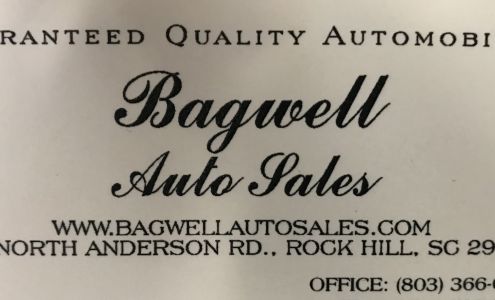 RANTEED QUALITY AUTOMOBI
Bagwell
Auto Sales
WWW.BAGWELLAUTOSALES.COM
NORTH ANDERSON RD., ROCK HILL, SC 29
OFFICE: (803) 366-